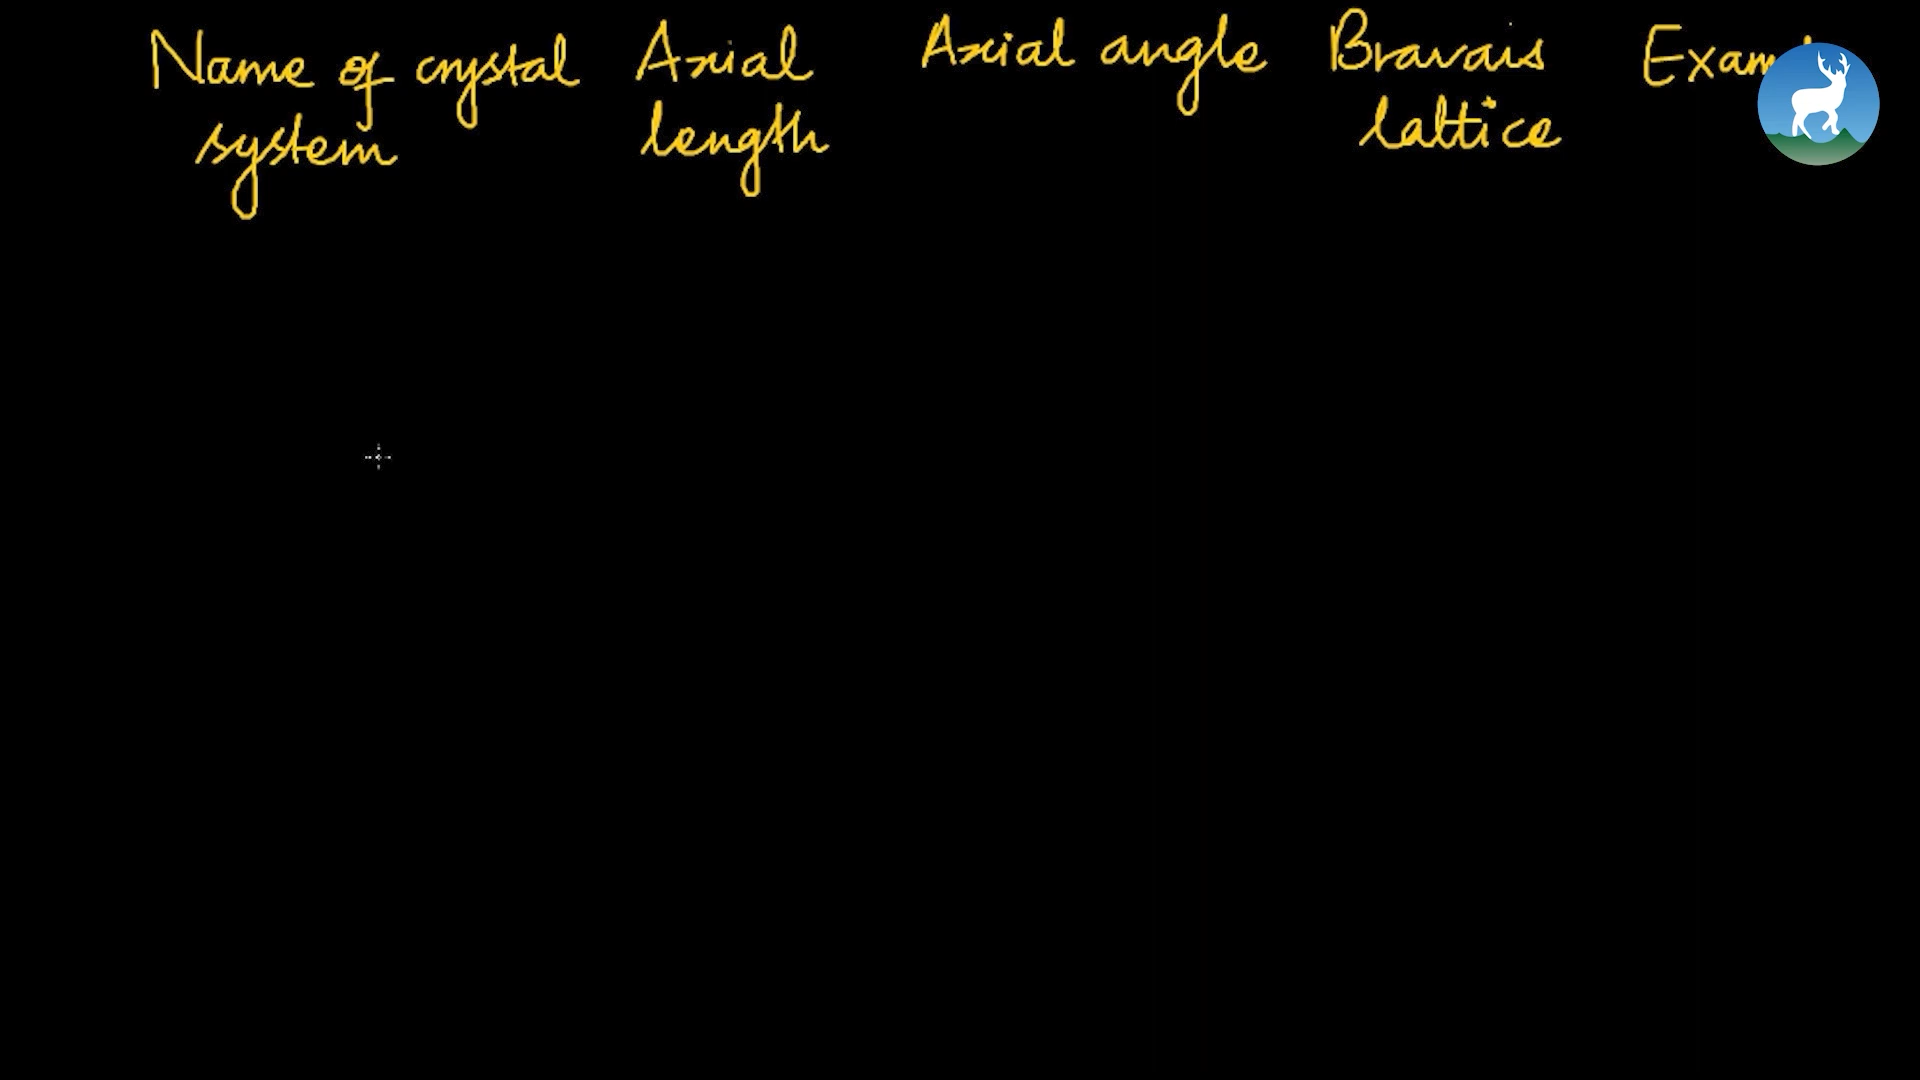 Name of crystal
system
Axial
length
Axial angle
Bravais
lattice